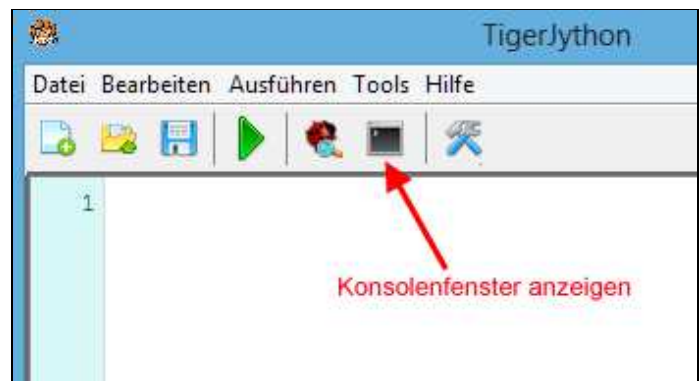 TigerJython
Datei Bearbeiten Ausführen Tools Hilfe
1
Konsolenfenster anzeigen